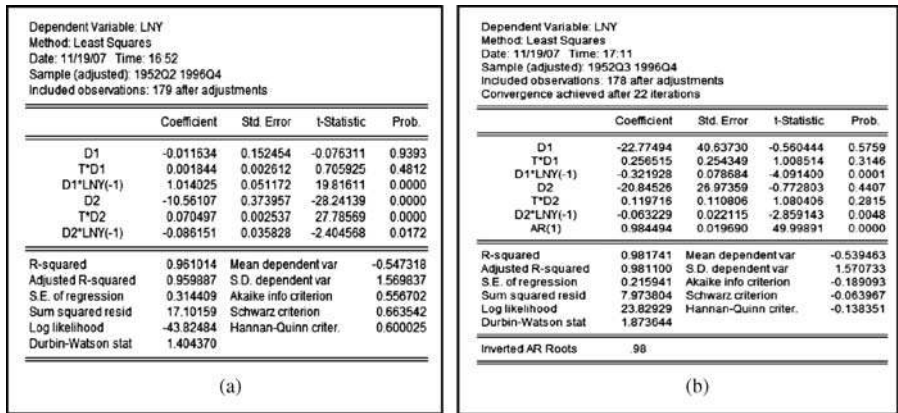 Dependent Variable: LNY
Method: Least Squares
Date: 11/19/07 Time: 16:52
Sample (adjusted): 1952Q2 1996Q4
Included observations: 179 after adjustments
Coefficient Std. Error t-Statistic Prob.
D1 -0.011634 0.152454 -0.076311 0.9393
T*D1 0.001844 0.002612 0.705925 0.4812
D1*LNY(-1) 1.014025 0.051172 19.81611 0.0000
D2 -10.56107 0.373957 -28.24139 0.0000
T*D2 0.070497 0.002537 27.78569 0.0000
D2*LNY(-1) -0.086151 0.035828 -2.404568 0.0172
R-squared 0.961014 Mean dependent var -0.547318
Adjusted R-squared 0.959887 S.D. dependent var 1.569837
S.E. of regression 0.314409 Akaike info criterion 0.556702
Sum squared resid 17.10159 Schwarz criterion 0.663542
Log likelihood -43.82484 Hannan-Quinn criter. 0.600025
Durbin-Watson stat 1.404370
(a)
Dependent Variable: LNY
Method: Least Squares
Date: 11/19/07 Time: 17:11
Sample (adjusted): 1952Q3 1996Q4
Included observations: 178 after adjustments
Convergence achieved after 22 iterations
Coefficient Std. Error t-Statistic Prob.
D1 -22.77494 40.63730 -0.560444 0.5759
T*D1 0.256515 0.254349 1.008514 0.3146
D1*LNY(-1) -0.321928 0.078684 -4.091400 0.0001
D2 -20.84526 26.97359 -0.772803 0.4407
T*D2 0.119716 0.110806 1.080406 0.2815
D2*LNY(-1) -0.063229 0.022115 -2.859143 0.0048
AR(1) 0.984494 0.019690 49.99891 0.0000
R-squared 0.981741 Mean dependent var -0.539463
Adjusted R-squared 0.981100 S.D. dependent var 1.570733
S.E. of regression 0.215941 Akaike info criterion -0.189093
Sum squared resid 7.973804 Schwarz criterion -0.063967
Log likelihood 23.82929 Hannan-Quinn criter. -0.138351
Durbin-Watson stat 1.873644
Inverted AR Roots .98
(b)